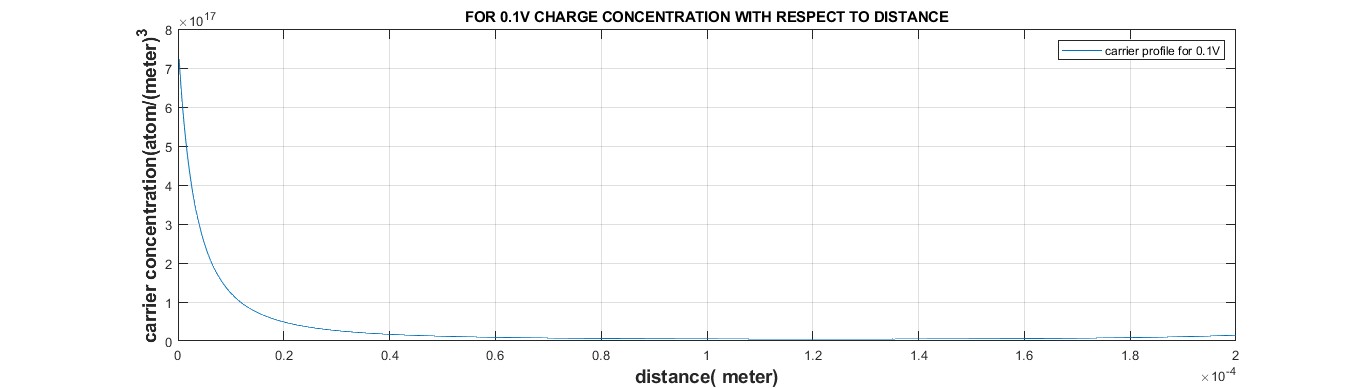 FOR 0.1V CHARGE CONCENTRATION WITH RESPECT TO DISTANCE
×10^17
carrier profile for 0.1V
carrier concentration(atom/(meter)^3
8
7
6
5
4
3
2
1
0
0 0.2 0.4 0.6 0.8 1 1.2 1.4 1.6 1.8 2
distance( meter)
×10^-4